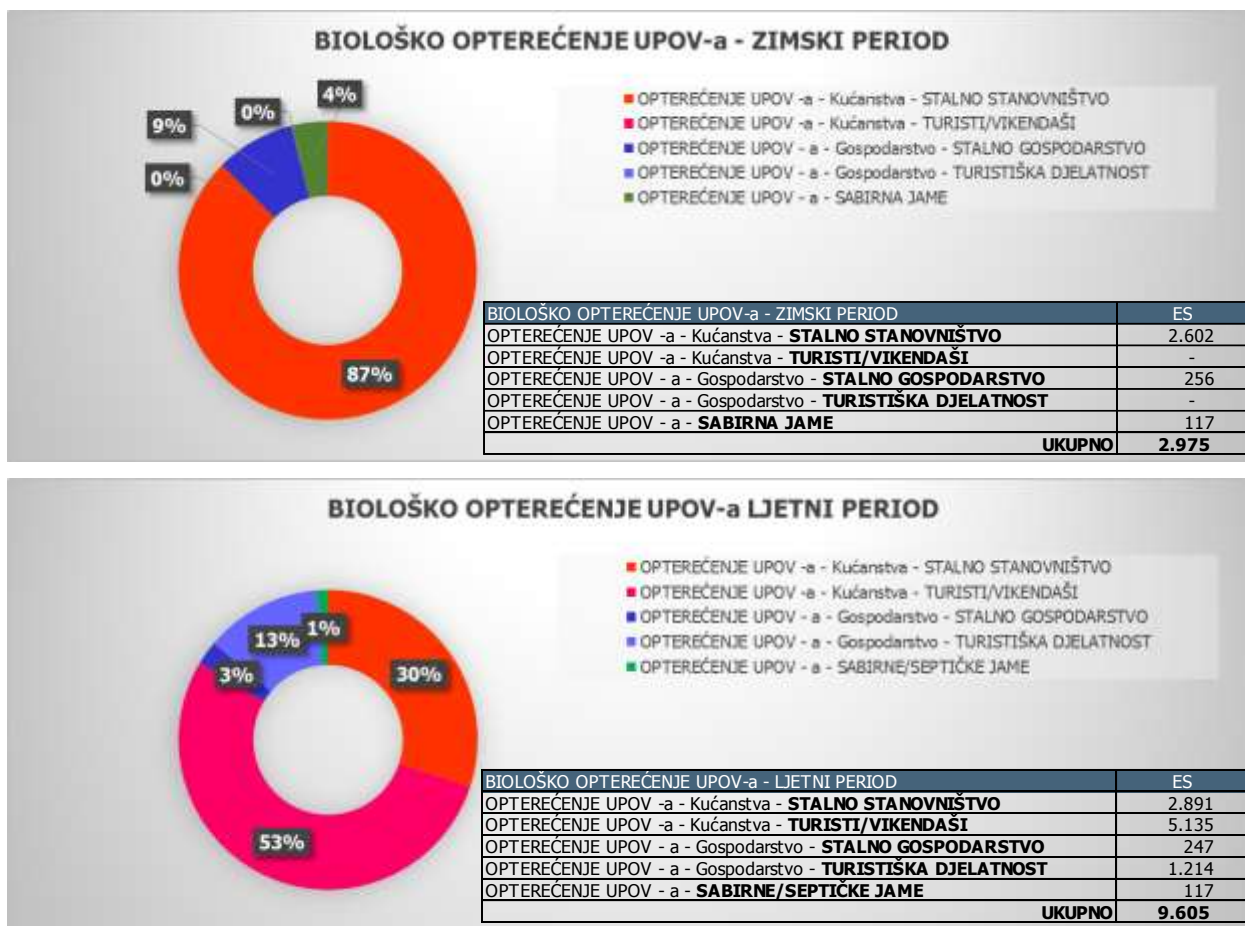 BIOLOŠKO OPTEREĆENJE UPOV-a - ZIMSKI PERIOD
4%
0%
9%
0%
87%
OPTEREĆENJE UPOV -a - Kućanstva - STALNO STANOVNIŠTVO
OPTEREĆENJE UPOV -a - Kućanstva - TURISTI/VIKENDAŠI
OPTEREĆENJE UPOV - a - Gospodarstvo - STALNO GOSPODARSTVO
OPTEREĆENJE UPOV - a - Gospodarstvo - TURISTIŠKA DJELATNOST
OPTEREĆENJE UPOV - a - SABIRNA JAME
BIOLOŠKO OPTEREĆENJE UPOV-a - ZIMSKI PERIOD ES
OPTEREĆENJE UPOV -a - Kućanstva - STALNO STANOVNIŠTVO 2.602
OPTEREĆENJE UPOV -a - Kućanstva - TURISTI/VIKENDAŠI -
OPTEREĆENJE UPOV - a - Gospodarstvo - STALNO GOSPODARSTVO 256
OPTEREĆENJE UPOV - a - Gospodarstvo - TURISTIŠKA DJELATNOST -
OPTEREĆENJE UPOV - a - SABIRNA JAME 117
UKUPNO 2.975
BIOLOŠKO OPTEREĆENJE UPOV-a LJETNI PERIOD
13%
1%
3%
30%
53%
OPTEREĆENJE UPOV -a - Kućanstva - STALNO STANOVNIŠTVO
OPTEREĆENJE UPOV -a - Kućanstva - TURISTI/VIKENDAŠI
OPTEREĆENJE UPOV - a - Gospodarstvo - STALNO GOSPODARSTVO
OPTEREĆENJE UPOV - a - Gospodarstvo - TURISTIŠKA DJELATNOST
OPTEREĆENJE UPOV - a - SABIRNE/SEPTIČKE JAME
BIOLOŠKO OPTEREĆENJE UPOV-a - LJETNI PERIOD ES
OPTEREĆENJE UPOV -a - Kućanstva - STALNO STANOVNIŠTVO 2.891
OPTEREĆENJE UPOV -a - Kućanstva - TURISTI/VIKENDAŠI 5.135
OPTEREĆENJE UPOV - a - Gospodarstvo - STALNO GOSPODARSTVO 247
OPTEREĆENJE UPOV - a - Gospodarstvo - TURISTIŠKA DJELATNOST 1.214
OPTEREĆENJE UPOV - a - SABIRNE/SEPTIČKE JAME 117
UKUPNO 9.605